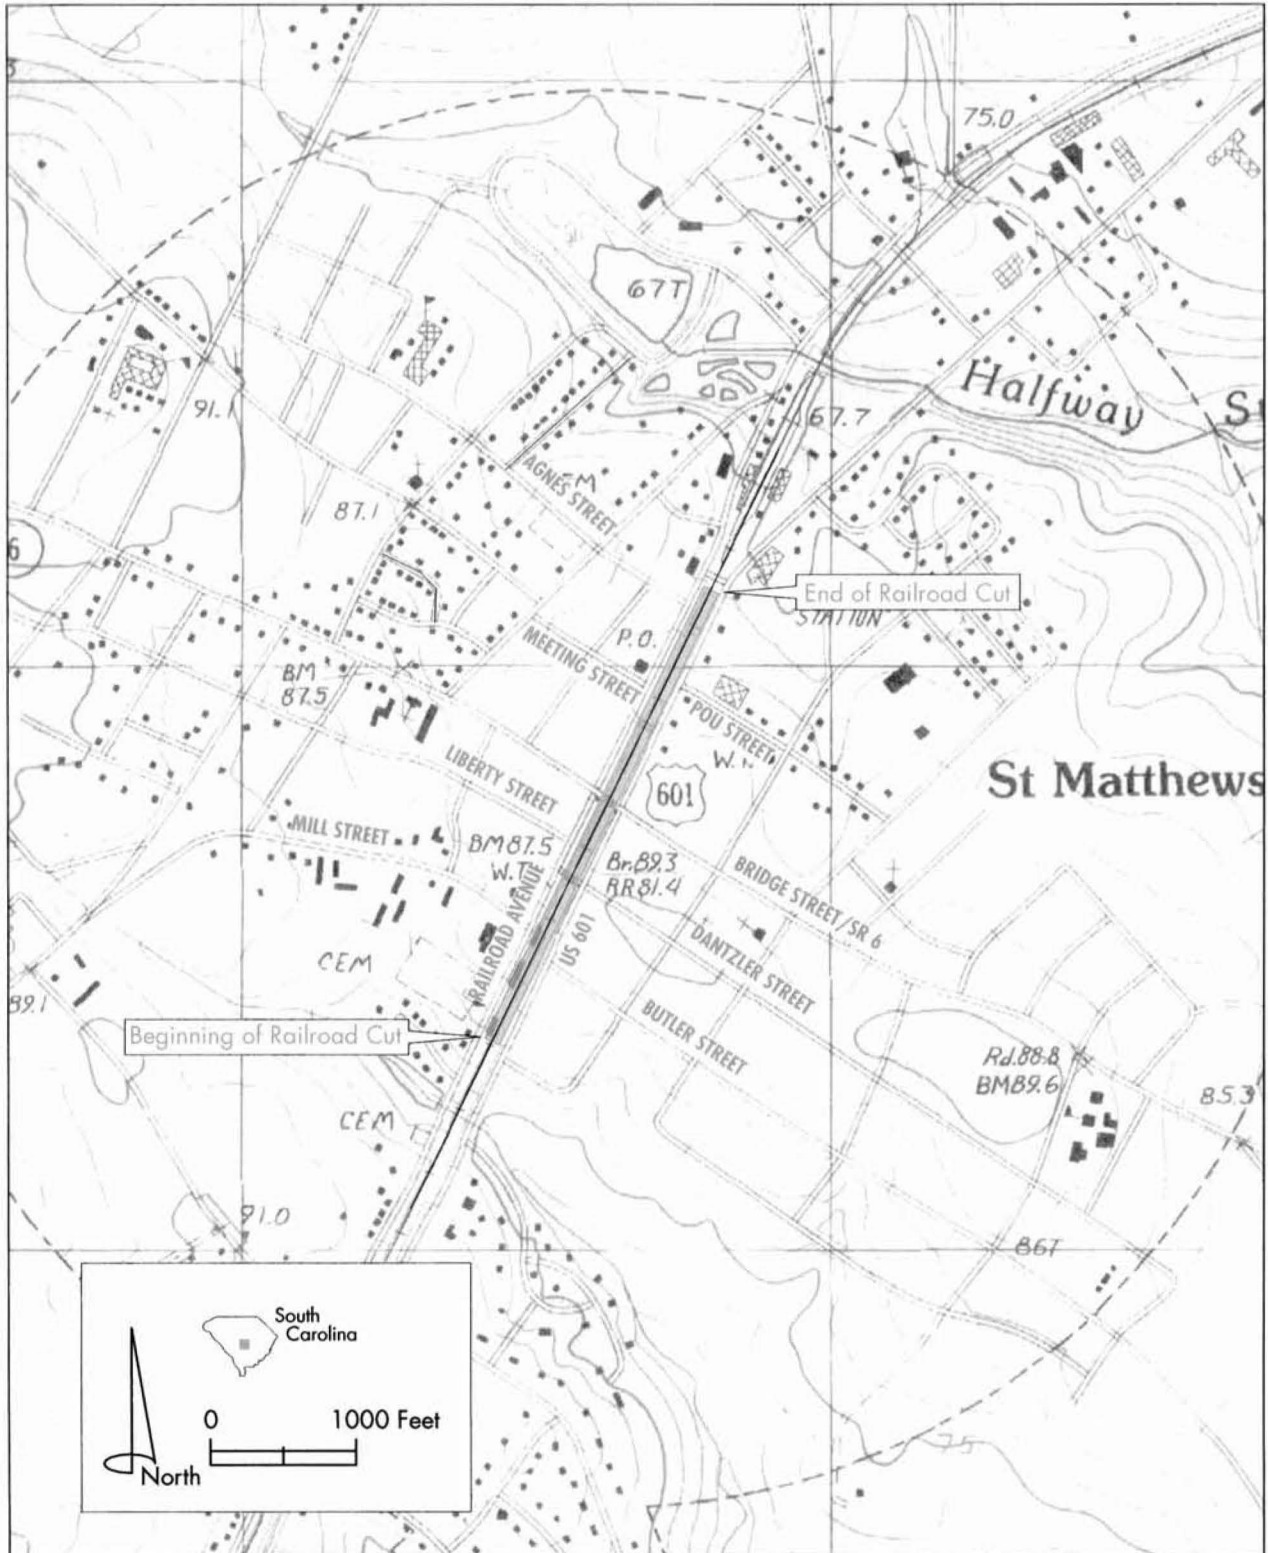 75.0
67T
Halfway
91.1
67.7
AGNES STREET
87.1
6
End of Railroad Cut
STATION
P.O.
MEETING STREET
BM
87.5
POU STREET
LIBERTY STREET
601
St Matthews
MILL STREET
BM87.5
W.T.
Br.89.3
RR81.4
BRIDGE STREET/SR 6
RAILROAD AVENUE
US 601
DANTZLER STREET
CEM
89.1
BUTLER STREET
Beginning of Railroad Cut
Rd.88.8
BM89.6
85.3
CEM
91.0
86T
South
Carolina
0 1000 Feet
North
75